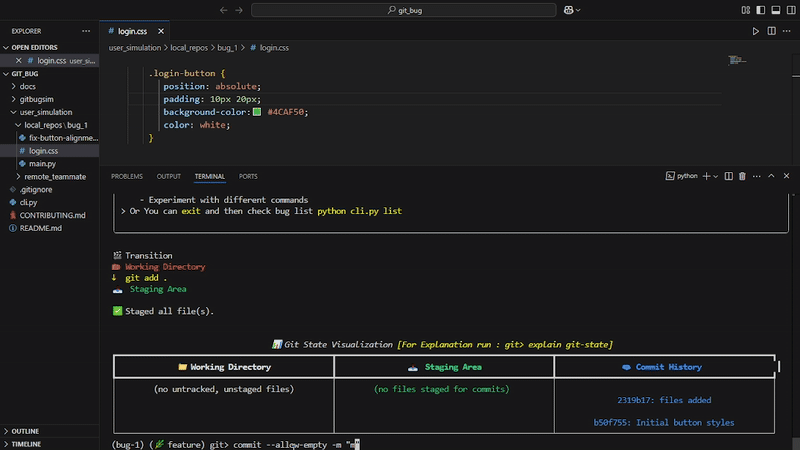 git_bug
EXPLORER
OPEN EDITORS
login.css user_si...
GIT_BUG
docs
gitbugsim
user_simulation
local_repos\bug_1
fix-button-alignme...
login.css
main.py
remote_teammate
.gitignore
cli.py
CONTRIBUTING.md
README.md
OUTLINE
TIMELINE
login.css
user_simulation > local_repos > bug_1 > login.css
.login-button {
position: absolute;
padding: 10px 20px;
background-color: #4CAF50;
color: white;
}
PROBLEMS OUTPUT TERMINAL PORTS
python
- Experiment with different commands
> Or You can exit and then check bug list python cli.py list
Transition
Working Directory
↓ git add .
Staging Area
Staged all file(s).
Git State Visualization [For Explanation run : git> explain git-state]
Working Directory Staging Area Commit History
(no untracked, unstaged files) (no files staged for commits)
2319b17: files added
b50f755: Initial button styles
(bug-1) (feature) git> commit --allow-empty -m "m"